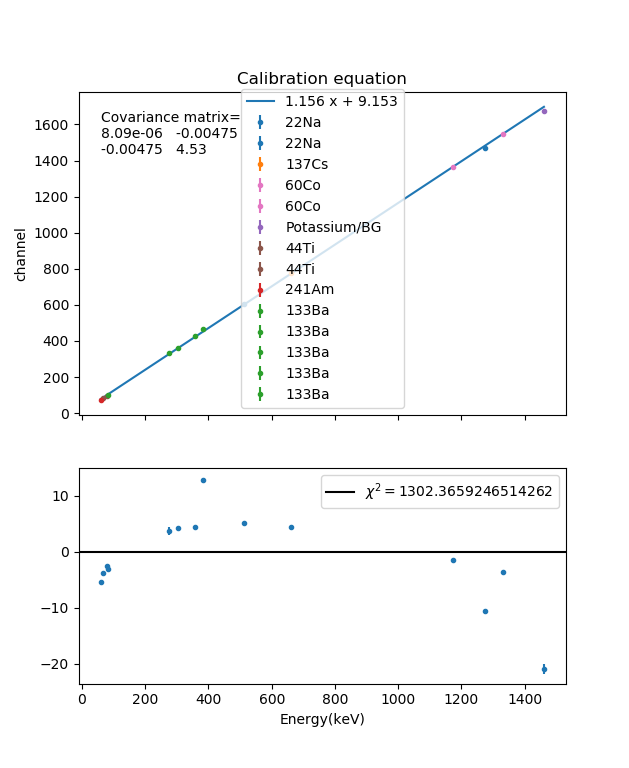 Calibration equation
Covariance matrix=
8.09e-06 -0.00475
-0.00475 4.53
1.156 x + 9.153
22Na
22Na
137Cs
60Co
60Co
Potassium/BG
44Ti
44Ti
241Am
133Ba
133Ba
133Ba
133Ba
133Ba
channel
1600
1400
1200
1000
800
600
400
200
0
χ² = 1302.3659246514262
10
0
−10
−20
0 200 400 600 800 1000 1200 1400
Energy(keV)